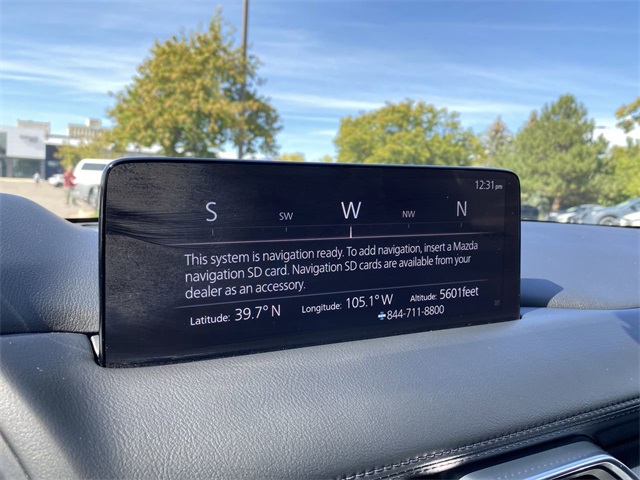 12:31 pm
S SW W NW N
This system is navigation ready. To add navigation, insert a Mazda
navigation SD card. Navigation SD cards are available from your
dealer as an accessory.
Latitude: 39.7° N Longitude: 105.1° W Altitude: 5601feet
844-711-8800